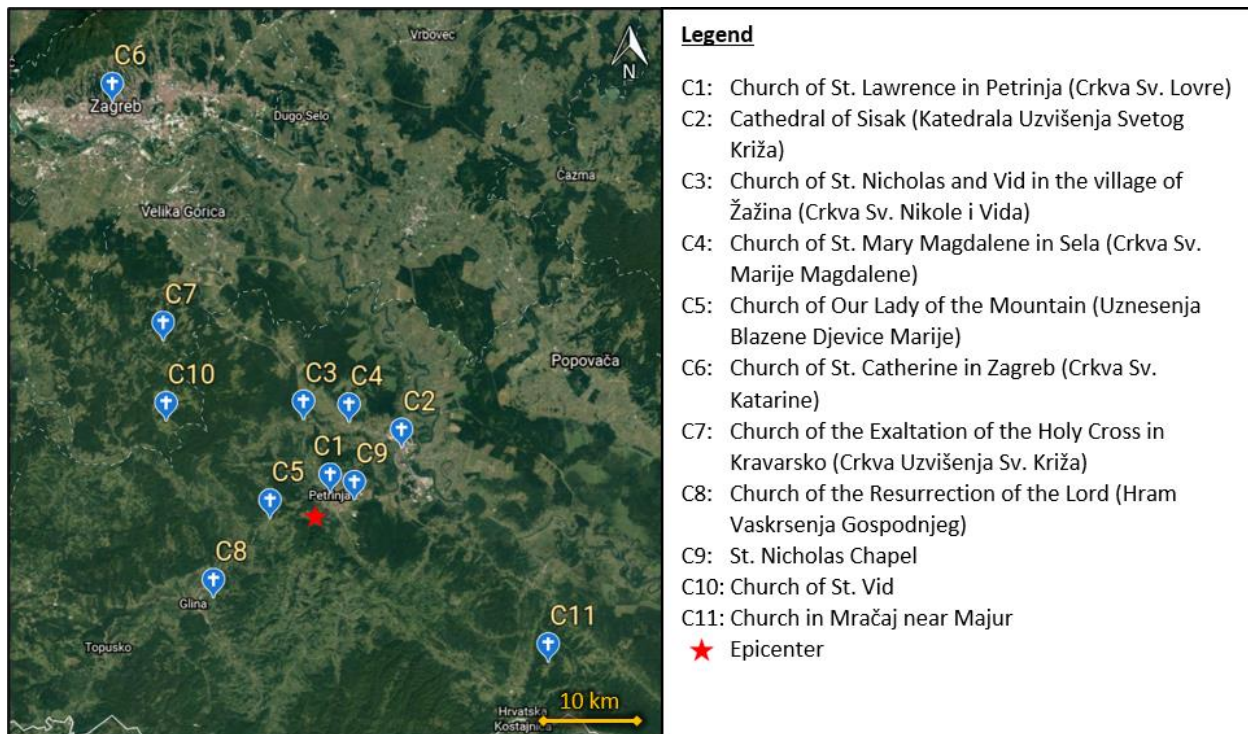 C6
Vrbovec
N
Zagreb
Dugo Selo
Čazma
Velika Gorica
C7
Popovača
C10
C3
C4
C2
C1
C9
C5
Petrinja
C8
Glina
C11
Topusko
10 km
Hrvatska
Kostajnica
Legend
C1: Church of St. Lawrence in Petrinja (Crkva Sv. Lovre)
C2: Cathedral of Sisak (Katedrala Uzvišenja Svetog
Križa)
C3: Church of St. Nicholas and Vid in the village of
Žažina (Crkva Sv. Nikole i Vida)
C4: Church of St. Mary Magdalene in Sela (Crkva Sv.
Marije Magdalene)
C5: Church of Our Lady of the Mountain (Uznesenja
Blazene Djevice Marije)
C6: Church of St. Catherine in Zagreb (Crkva Sv.
Katarine)
C7: Church of the Exaltation of the Holy Cross in
Kravarsko (Crkva Uzvišenja Sv. Križa)
C8: Church of the Resurrection of the Lord (Hram
Vaskrsenja Gospodnjeg)
C9: St. Nicholas Chapel
C10: Church of St. Vid
C11: Church in Mračaj near Majur
Epicenter